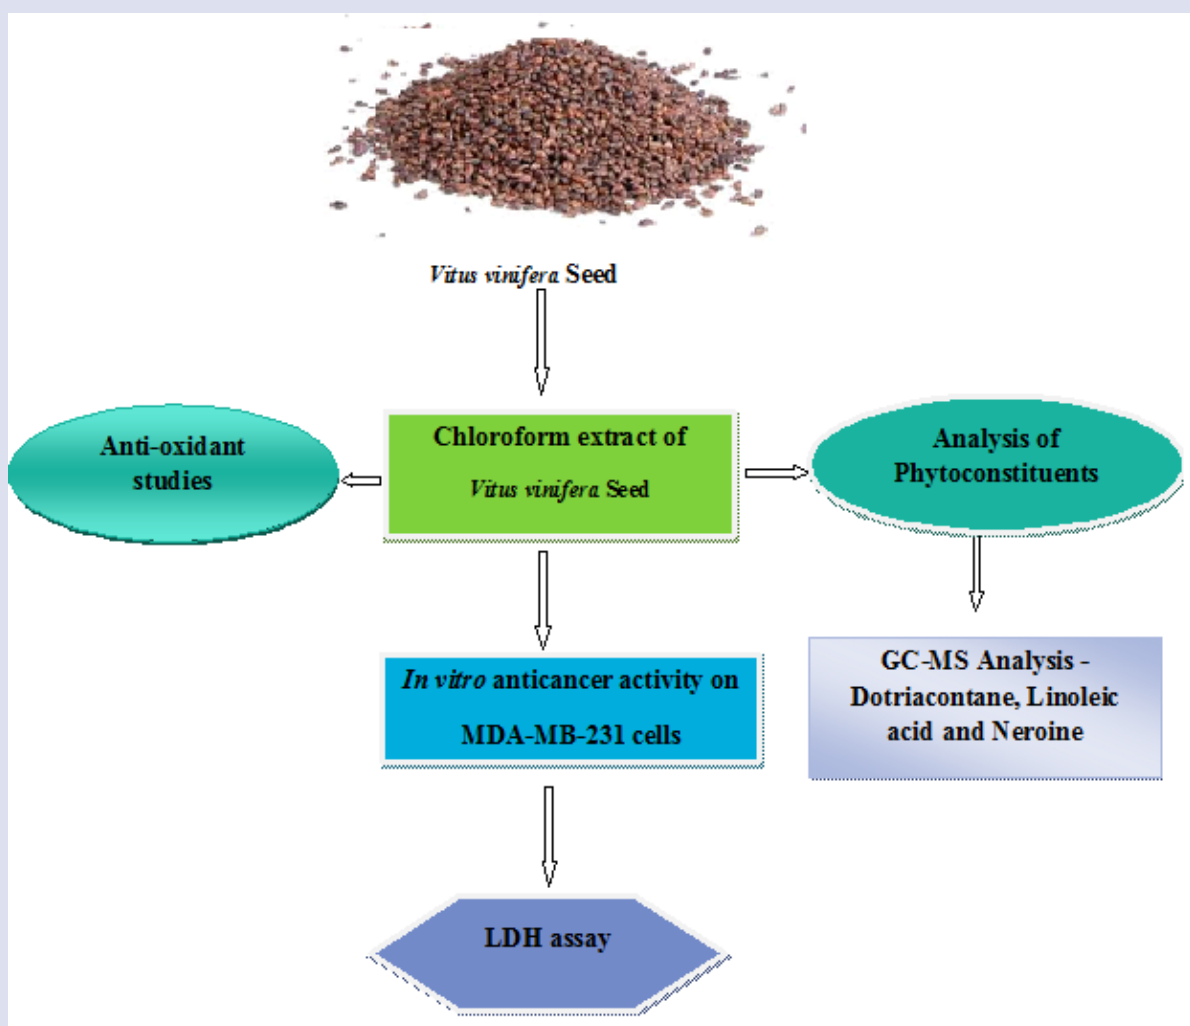 Vitus vinifera Seed
Anti-oxidant
studies
Chloroform extract of
Vitus vinifera Seed
Analysis of
Phytoconstituents
In vitro anticancer activity on
MDA-MB-231 cells
GC-MS Analysis -
Dotriacontane, Linoleic
acid and Neroine
LDH assay